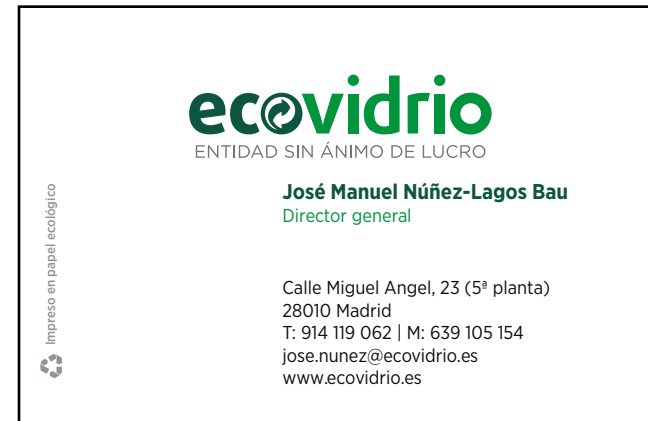 ecovidrio
ENTIDAD SIN ÁNIMO DE LUCRO
José Manuel Núñez-Lagos Bau
Director general
Calle Miguel Angel, 23 (5ª planta)
28010 Madrid
T: 914 119 062 | M: 639 105 154
jose.nunez@ecovidrio.es
www.ecovidrio.es
Impreso en papel ecológico